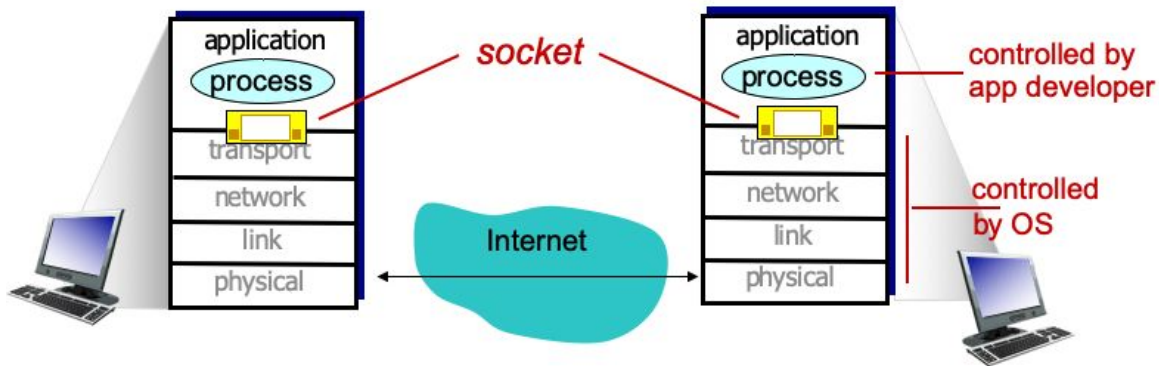 application
process
transport
network
link
physical
socket
Internet
application
process
transport
network
link
physical
controlled by
app developer
controlled
by OS